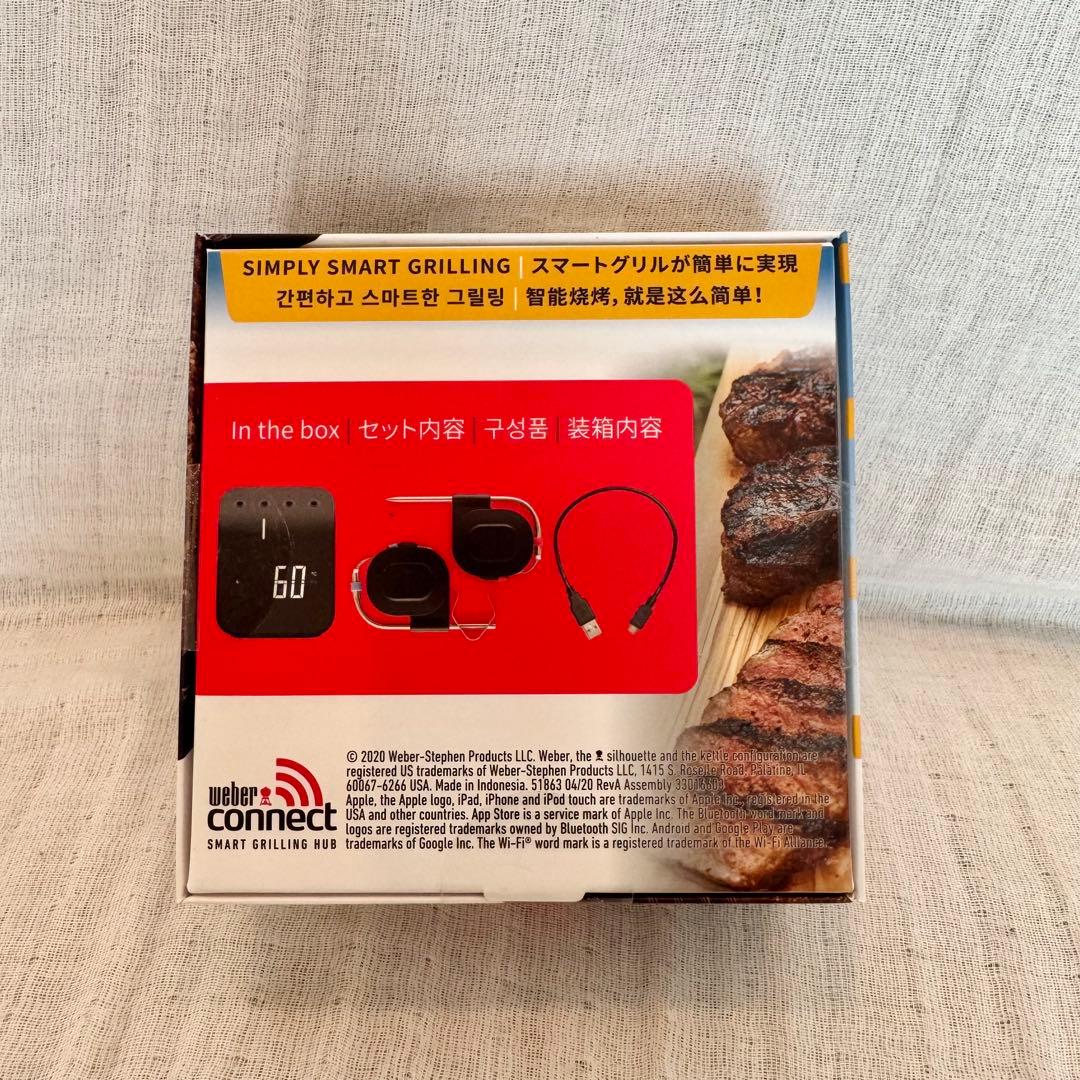 SIMPLY SMART GRILLING | スマートグリルが簡単に実現
간편하고 스마트한 그릴링 | 智能烧烤，就是这么简单！
In the box | セット内容 | 구성품 | 装箱内容
1
60 °C
© 2020 Weber-Stephen Products LLC. Weber, the silhouette and the kettle configuration are
registered US trademarks of Weber-Stephen Products LLC, 1415 S. Roselle Road, Palatine, IL
60067-6266 USA. Made in Indonesia. 51863 04/20 RevA Assembly
Apple, the Apple logo, iPad, iPhone and iPod touch are trademarks of Apple Inc., registered in the
USA and other countries. App Store is a service mark of Apple Inc. The Bluetooth word mark and
logos are registered trademarks owned by Bluetooth SIG Inc. Android and Google Play are
trademarks of Google Inc. The Wi-Fi® word mark is a registered trademark of the Wi-Fi Alliance.
weber
connect
SMART GRILLING HUB